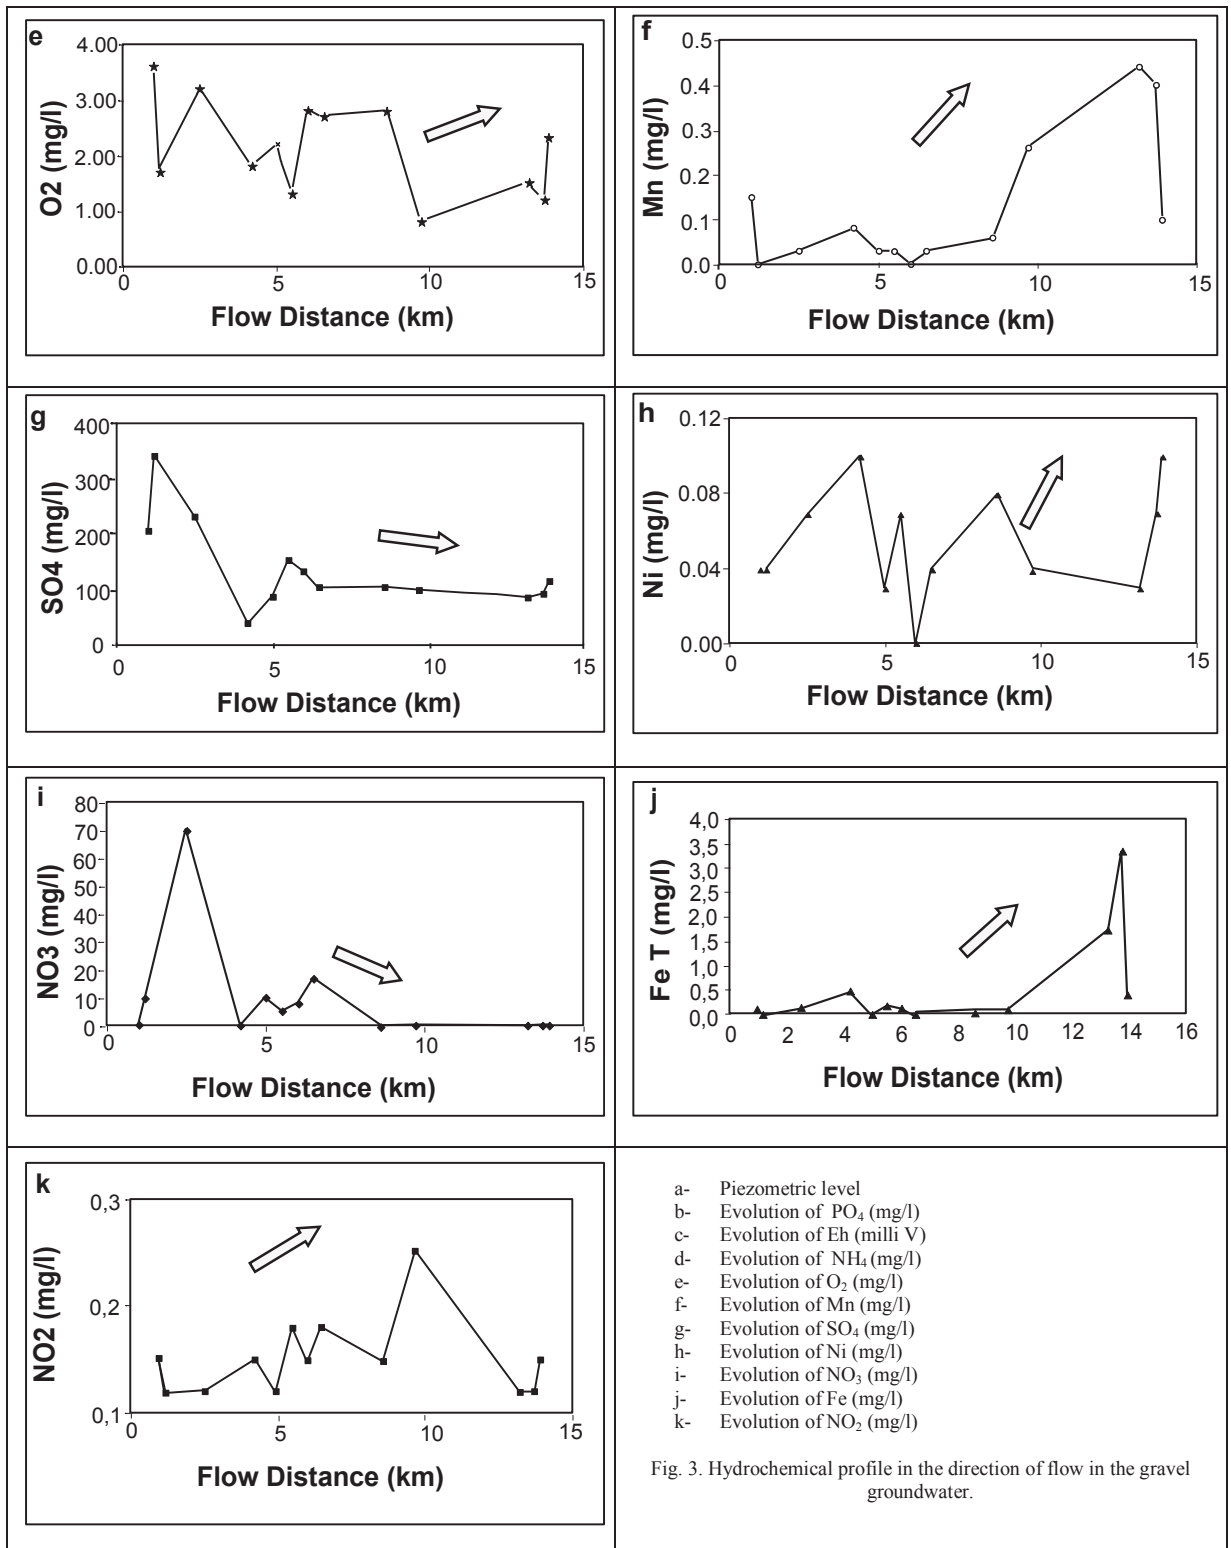 e
4.00
3.00
2.00
1.00
0.00
0 5 10 15
O2 (mg/l)
Flow Distance (km)
f
0.5
0.4
0.3
0.2
0.1
0.0
0 5 10 15
Mn (mg/l)
Flow Distance (km)
g
400
300
200
100
0
0 5 10 15
SO4 (mg/l)
Flow Distance (km)
h
0.12
0.08
0.04
0.00
0 5 10 15
Ni (mg/l)
Flow Distance (km)
i
80
70
60
50
40
30
20
10
0
0 5 10 15
NO3 (mg/l)
Flow Distance (km)
j
4,0
3,5
3,0
2,5
2,0
1,5
1,0
0,5
0,0
0 2 4 6 8 10 12 14 16
Fe T (mg/l)
Flow Distance (km)
k
0,3
0,2
0,1
0 5 10 15
NO2 (mg/l)
Flow Distance (km)
a- Piezometric level
b- Evolution of PO₄ (mg/l)
c- Evolution of Eh (milli V)
d- Evolution of NH₄ (mg/l)
e- Evolution of O₂ (mg/l)
f- Evolution of Mn (mg/l)
g- Evolution of SO₄ (mg/l)
h- Evolution of Ni (mg/l)
i- Evolution of NO₃ (mg/l)
j- Evolution of Fe (mg/l)
k- Evolution of NO₂ (mg/l)
Fig. 3. Hydrochemical profile in the direction of flow in the gravel
groundwater.